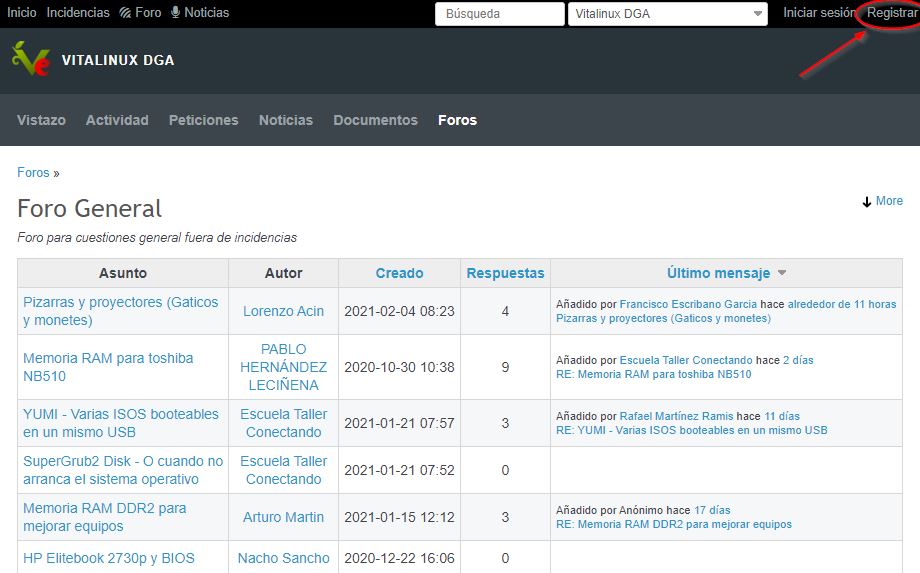 Inicio Incidencias Foro Noticias Búsqueda Vitalinux DGA Iniciar sesión Registrar
VITALINUX DGA
Vistazo Actividad Peticiones Noticias Documentos Foros
Foros »
Foro General
More
Foro para cuestiones general fuera de incidencias
Asunto Autor Creado Respuestas Último mensaje
Pizarras y proyectores (Gaticos
y monetes)
Lorenzo Acin
2021-02-04 08:23
4
Añadido por Francisco Escribano Garcia hace alrededor de 11 horas
Pizarras y proyectores (Gaticos y monetes)
Memoria RAM para toshiba
NB510
PABLO
HERNÁNDEZ
LECIÑENA
2020-10-30 10:38
9
Añadido por Escuela Taller Conectando hace 2 días
RE: Memoria RAM para toshiba NB510
YUMI - Varias ISOS booteables
en un mismo USB
Escuela Taller
Conectando
2021-01-21 07:57
3
Añadido por Rafael Martínez Ramis hace 11 días
RE: YUMI - Varias ISOS booteables en un mismo USB
SuperGrub2 Disk - O cuando no
arranca el sistema operativo
Escuela Taller
Conectando
2021-01-21 07:52
0
Memoria RAM DDR2 para
mejorar equipos
Arturo Martin
2021-01-15 12:12
3
Añadido por Anónimo hace 17 días
RE: Memoria RAM DDR2 para mejorar equipos
HP Elitebook 2730p y BIOS
Nacho Sancho
2020-12-22 16:06
0